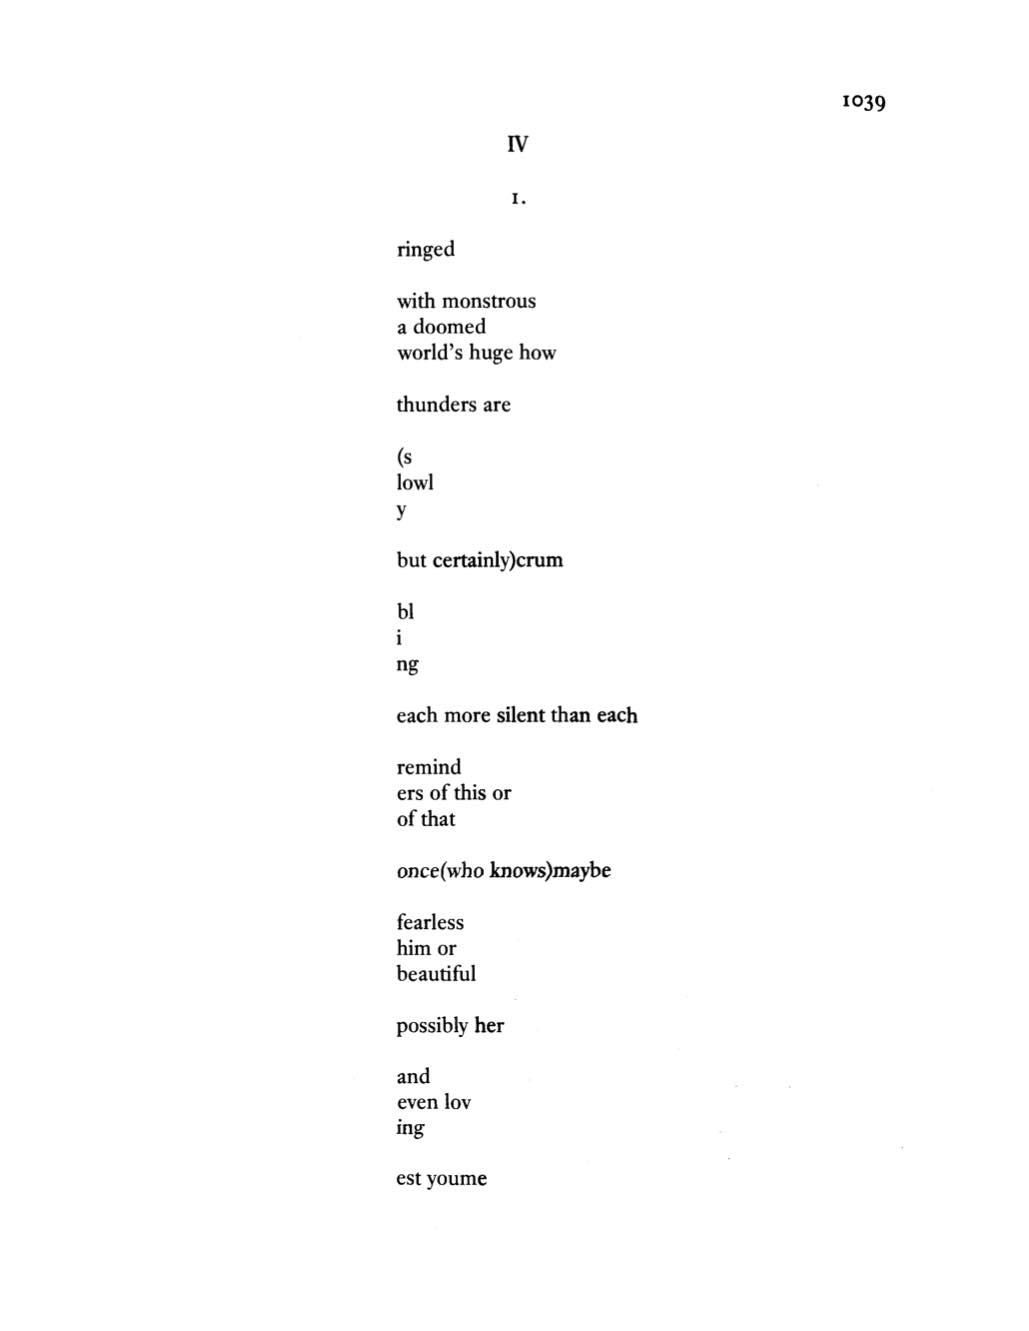 1039
IV
1.
ringed
with monstrous
a doomed
world's huge how
thunders are
(s
lowl
y
but certainly)crum
bl
i
ng
each more silent than each
remind
ers of this or
of that
once(who knows)maybe
fearless
him or
beautiful
possibly her
and
even lov
ing
est youme